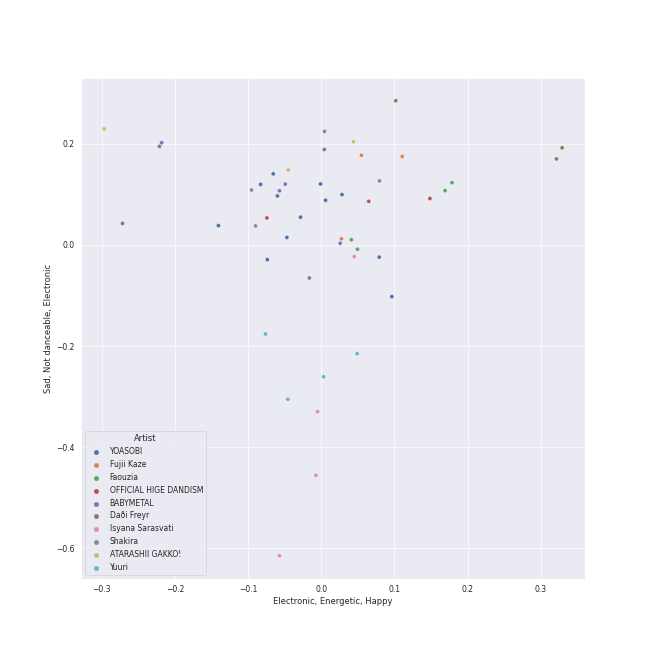 Sad, Not danceable, Electronic
0.2
0.0
−0.2
−0.4
−0.6
Artist
YOASOBI
Fujii Kaze
Faouzia
OFFICIAL HIGE DANDISM
BABYMETAL
Daði Freyr
Isyana Sarasvati
Shakira
ATARASHII GAKKO!
Yuuri
−0.3 −0.2 −0.1 0.0 0.1 0.2 0.3
Electronic, Energetic, Happy